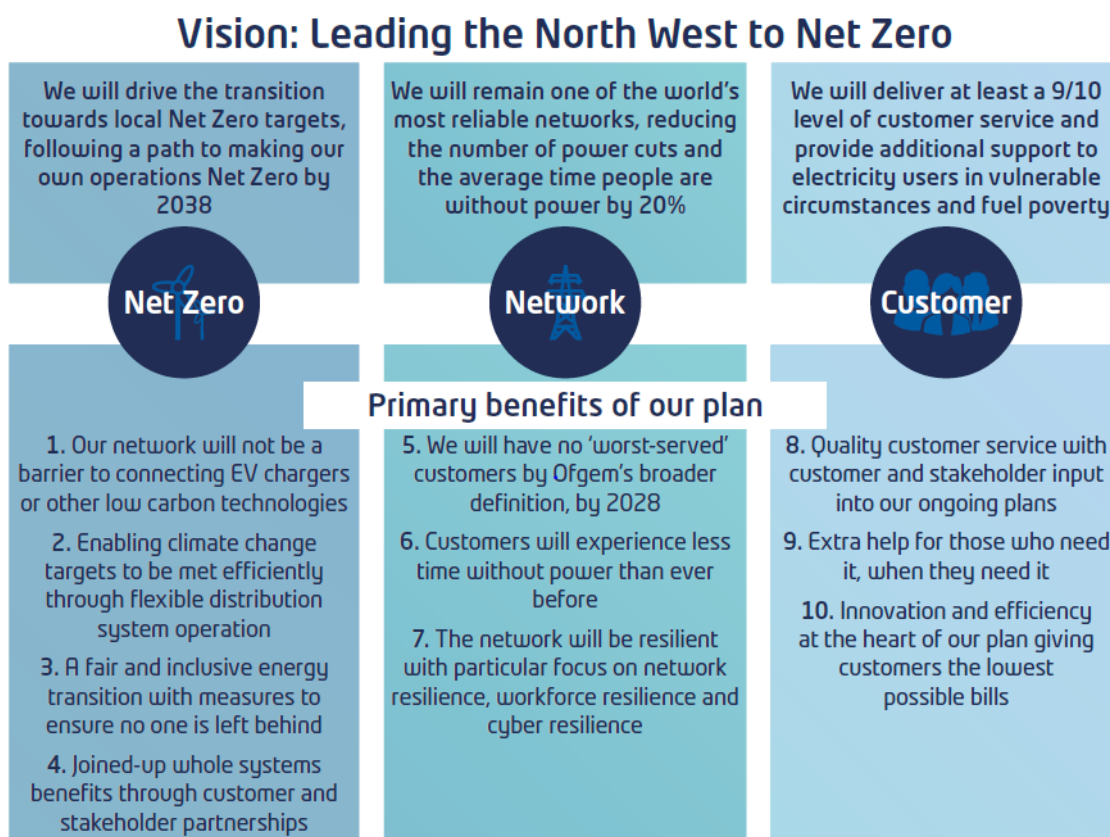 Vision: Leading the North West to Net Zero
We will drive the transition
towards local Net Zero targets,
following a path to making our
own operations Net Zero by
2038
We will remain one of the world's
most reliable networks, reducing
the number of power cuts and
the average time people are
without power by 20%
We will deliver at least a 9/10
level of customer service and
provide additional support to
electricity users in vulnerable
circumstances and fuel poverty
Net Zero
Network
Customer
Primary benefits of our plan
1. Our network will not be a
barrier to connecting EV chargers
or other low carbon technologies
2. Enabling climate change
targets to be met efficiently
through flexible distribution
system operation
3. A fair and inclusive energy
transition with measures to
ensure no one is left behind
4. Joined-up whole systems
benefits through customer and
stakeholder partnerships
5. We will have no 'worst-served'
customers by Ofgem's broader
definition, by 2028
6. Customers will experience less
time without power than ever
before
7. The network will be resilient
with particular focus on network
resilience, workforce resilience and
cyber resilience
8. Quality customer service with
customer and stakeholder input
into our ongoing plans
9. Extra help for those who need
it, when they need it
10. Innovation and efficiency
at the heart of our plan giving
customers the lowest
possible bills